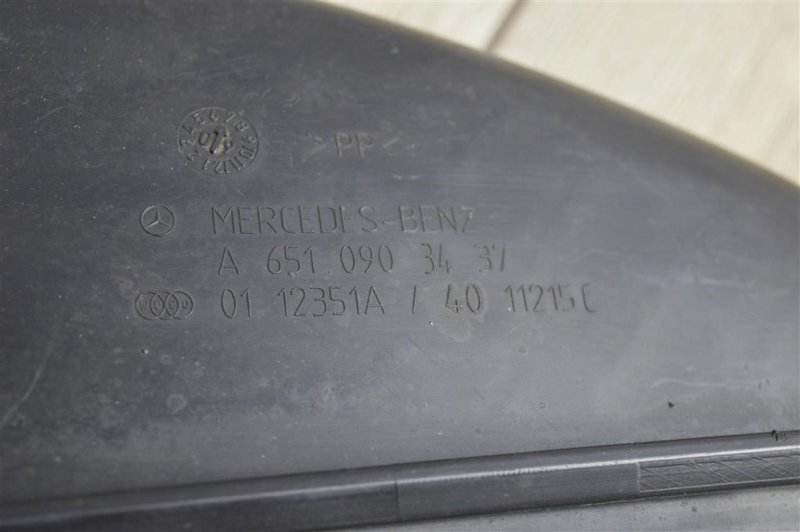 >PP<
MERCEDES-BENZ
A 651 090 34 37
01 12351A / 40 11215C